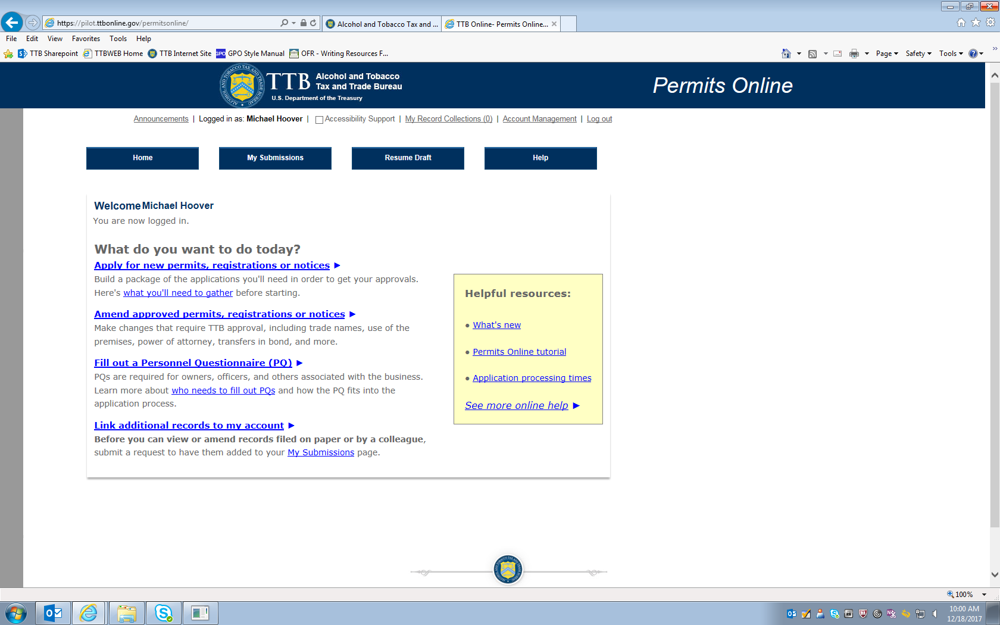 https://pilot.ttbonline.gov/permitsonline/
Alcohol and Tobacco Tax and ...
TTB Online- Permits Online...
File Edit View Favorites Tools Help
TTB Sharepoint TTBWEB Home TTB Internet Site GPO GPO Style Manual OFR - Writing Resources F...
Page Safety Tools
TTB Alcohol and Tobacco
Tax and Trade Bureau
U.S. Department of the Treasury
Permits Online
Announcements | Logged in as: Michael Hoover | Accessibility Support | My Record Collections (0) | Account Management | Log out
Home My Submissions Resume Draft Help
Welcome Michael Hoover
You are now logged in.
What do you want to do today?
Apply for new permits, registrations or notices ►
Build a package of the applications you'll need in order to get your approvals.
Here's what you'll need to gather before starting.
Amend approved permits, registrations or notices ►
Make changes that require TTB approval, including trade names, use of the
premises, power of attorney, transfers in bond, and more.
Fill out a Personnel Questionnaire (PQ) ►
PQs are required for owners, officers, and others associated with the business.
Learn more about who needs to fill out PQs and how the PQ fits into the
application process.
Link additional records to my account ►
Before you can view or amend records filed on paper or by a colleague,
submit a request to have them added to your My Submissions page.
Helpful resources:
• What's new
• Permits Online tutorial
• Application processing times
See more online help ►
100%
10:00 AM
12/18/2017